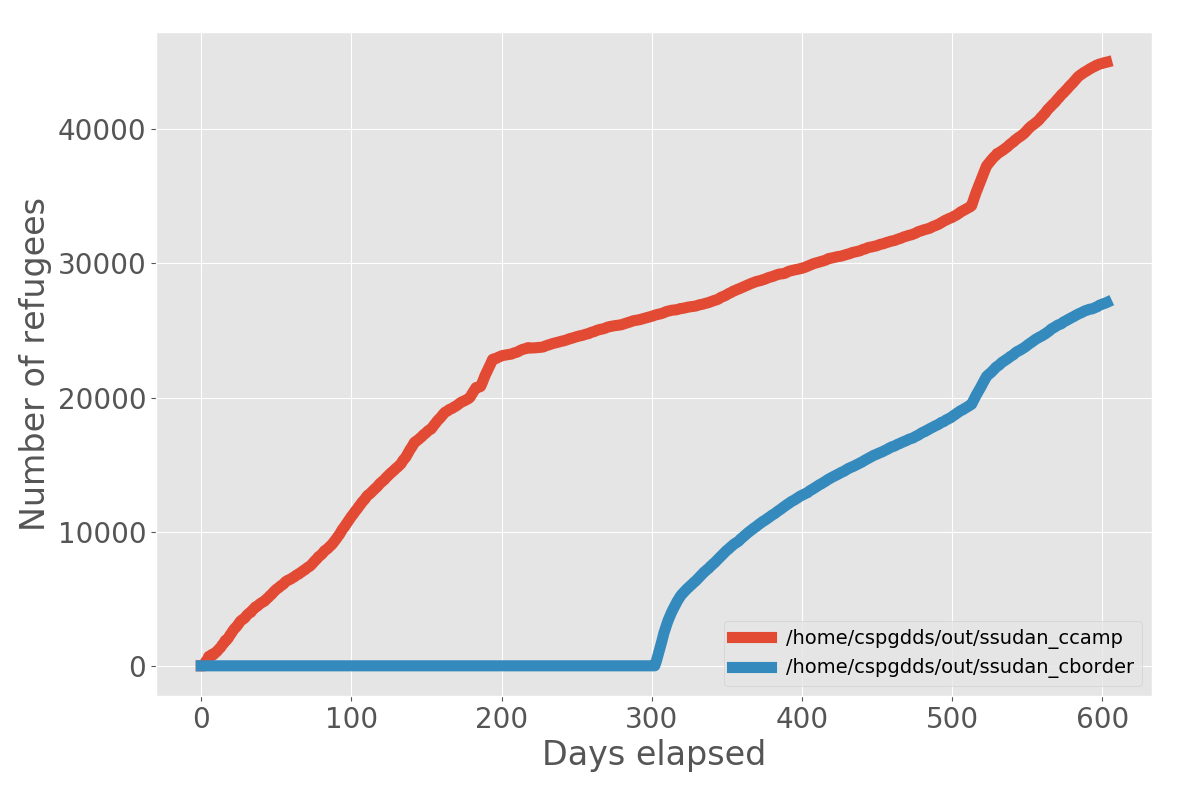 Number of refugees
40000
30000
20000
10000
0
0 100 200 300 400 500 600
Days elapsed
/home/cspgdds/out/ssudan_ccamp
/home/cspgdds/out/ssudan_cborder